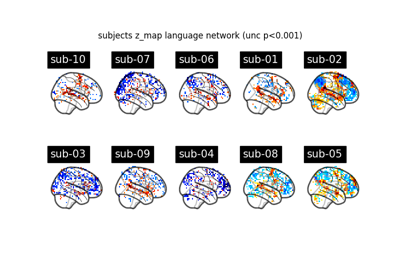 subjects z_map language network (unc p<0.001)
sub-10 sub-07 sub-06 sub-01 sub-02
sub-03 sub-09 sub-04 sub-08 sub-05